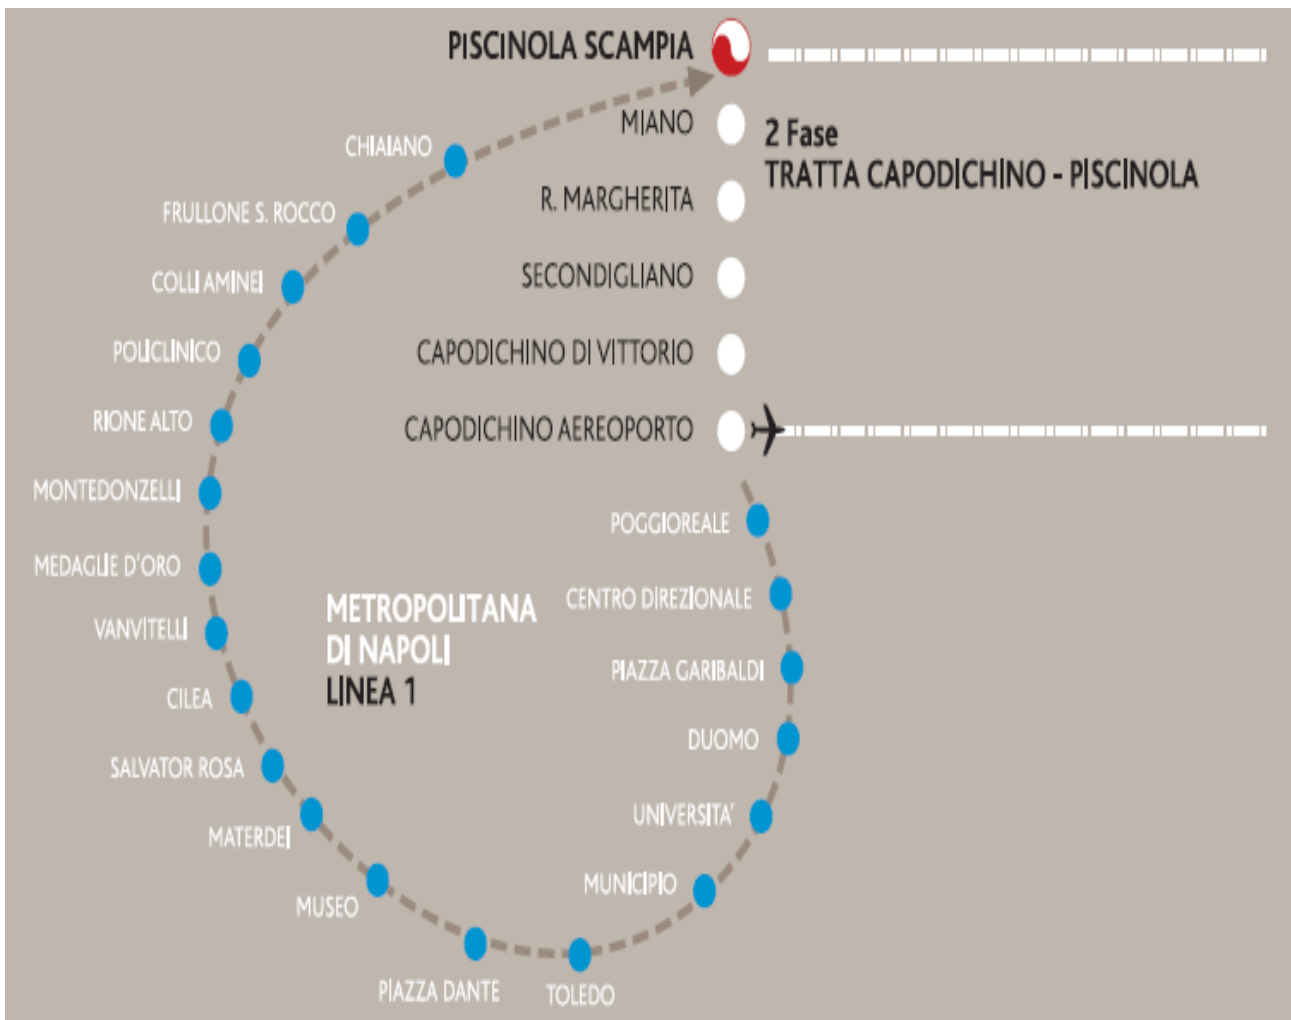 PISCINOLA SCAMPIA
MIANO
2 Fase
TRATTA CAPODICHINO - PISCINOLA
CHIAIANO
R. MARGHERITA
FRULLONE S. ROCCO
SECONDIGLIANO
COLLI AMINEI
POLICLINICO
CAPODICHINO DI VITTORIO
RIONE ALTO
CAPODICHINO AEREOPORTO
MONTEDONZELLI
POGGIOREALE
MEDAGLIE D'ORO
CENTRO DIREZIONALE
METROPOLITANA
DI NAPOLI
LINEA 1
VANVITELLI
PIAZZA GARIBALDI
CILEA
DUOMO
SALVATOR ROSA
UNIVERSITA'
MATERDEI
MUNICIPIO
MUSEO
PIAZZA DANTE
TOLEDO